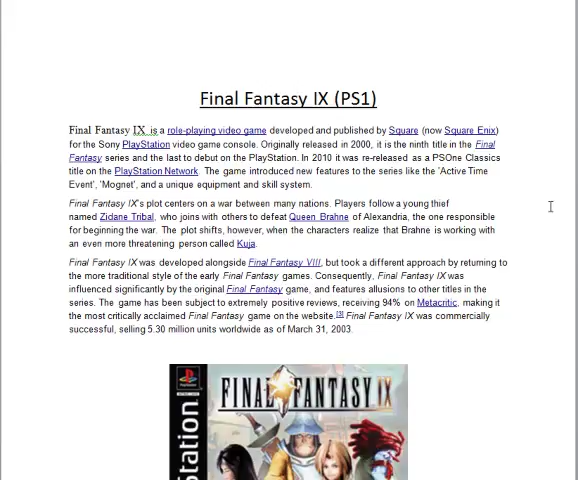 Final Fantasy IX (PS1)
Final Fantasy IX is a role-playing video game developed and published by Square (now Square Enix)
for the Sony PlayStation video game console. Originally released in 2000, it is the ninth title in the Final
Fantasy series and the last to debut on the PlayStation. In 2010 it was re-released as a PSOne Classics
title on the PlayStation Network. The game introduced new features to the series like the 'Active Time
Event', 'Mognet', and a unique equipment and skill system.
Final Fantasy IX's plot centers on a war between many nations. Players follow a young thief
named Zidane Tribal, who joins with others to defeat Queen Brahne of Alexandria, the one responsible
for beginning the war. The plot shifts, however, when the characters realize that Brahne is working with
an even more threatening person called Kuja.
Final Fantasy IX was developed alongside Final Fantasy VIII, but took a different approach by returning to
the more traditional style of the early Final Fantasy games. Consequently, Final Fantasy IX was
influenced significantly by the original Final Fantasy game, and features allusions to other titles in the
series. The game has been subject to extremely positive reviews, receiving 94% on Metacritic, making it
the most critically acclaimed Final Fantasy game on the website.[3] Final Fantasy IX was commercially
successful, selling 5.30 million units worldwide as of March 31, 2003.
FINAL FANTASY IX
Station